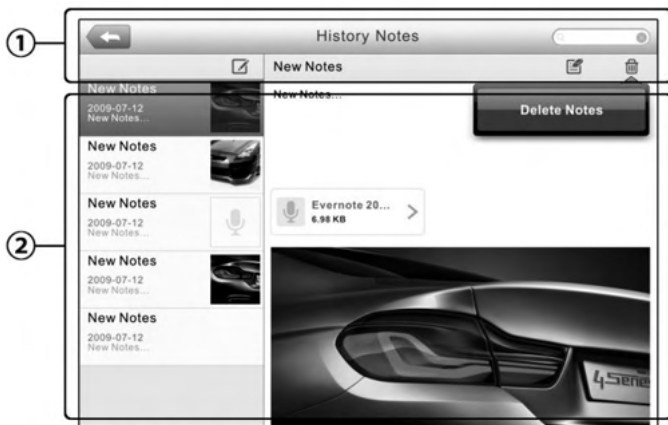 ①
History Notes
New Notes
New Notes
2009-07-12
New Notes...
New Notes...
Delete Notes
New Notes
2009-07-12
New Notes...
②
New Notes
2009-07-12
New Notes...
Evernote 20...
6.98 KB
New Notes
2009-07-12
New Notes...
New Notes
2009-07-12
New Notes...
4Serie